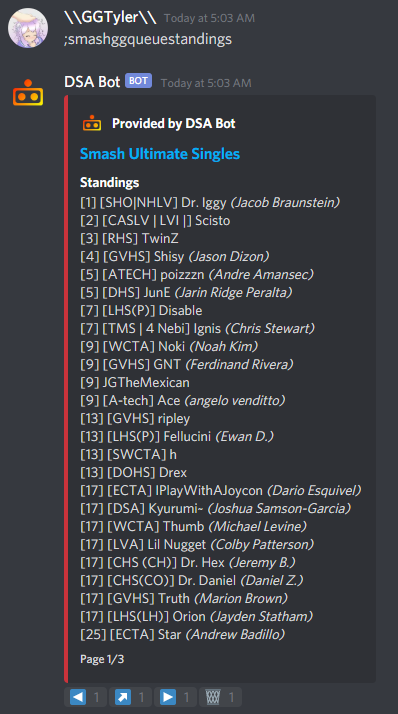 \\GGTyler\\ Today at 5:03 AM
;smashggqueuestandings
DSA Bot BOT Today at 5:03 AM
Provided by DSA Bot
Smash Ultimate Singles
Standings
[1] [SHO|NHLV] Dr. Iggy (Jacob Braunstein)
[2] [CASLV | LVI |] Scisto
[3] [RHS] TwinZ
[4] [GVHS] Shisy (Jason Dizon)
[5] [ATECH] poizzzn (Andre Amansec)
[5] [DHS] JunE (Jarin Ridge Peralta)
[7] [LHS(P)] Disable
[7] [TMS | 4 Nebi] Ignis (Chris Stewart)
[9] [WCTA] Noki (Noah Kim)
[9] [GVHS] GNT (Ferdinand Rivera)
[9] JGTheMexican
[9] [A-tech] Ace (angelo venditto)
[13] [GVHS] ripley
[13] [LHS(P)] Fellucini (Ewan D.)
[13] [SWCTA] h
[13] [DOHS] Drex
[17] [ECTA] IPlayWithAJoycon (Dario Esquivel)
[17] [DSA] Kyurumi~ (Joshua Samson-Garcia)
[17] [WCTA] Thumb (Michael Levine)
[17] [LVA] Lil Nugget (Colby Patterson)
[17] [CHS (CH)] Dr. Hex (Jeremy B.)
[17] [CHS(CO)] Dr. Daniel (Daniel Z.)
[17] [GVHS] Truth (Marion Brown)
[17] [LHS(LH)] Orion (Jayden Statham)
[25] [ECTA] Star (Andrew Badillo)
Page 1/3
1 1 1 1